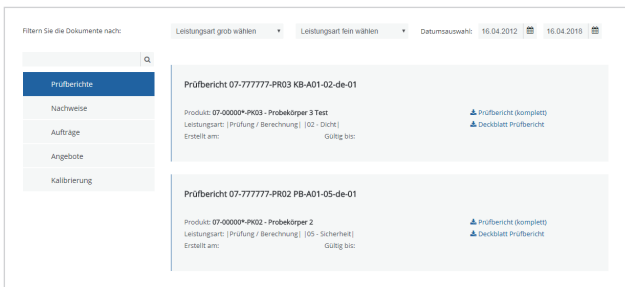 Filtern Sie die Dokumente nach: Leistungsart grob wählen Leistungsart fein wählen Datumsauswahl: 16.04.2012 16.04.2018
Prüfberichte
Nachweise
Aufträge
Angebote
Kalibrierung
Prüfbericht 07-777777-PR03 KB-A01-02-de-01
Produkt: 07-00000*-PK03 - Probekörper 3 Test Prüfbericht (komplett)
Leistungsart: |Prüfung / Berechnung| |02 - Dicht| Deckblatt Prüfbericht
Erstellt am: Gültig bis:
Prüfbericht 07-777777-PR02 PB-A01-05-de-01
Produkt: 07-00000*-PK02 - Probekörper 2 Prüfbericht (komplett)
Leistungsart: |Prüfung / Berechnung| |05 - Sicherheit| Deckblatt Prüfbericht
Erstellt am: Gültig bis: